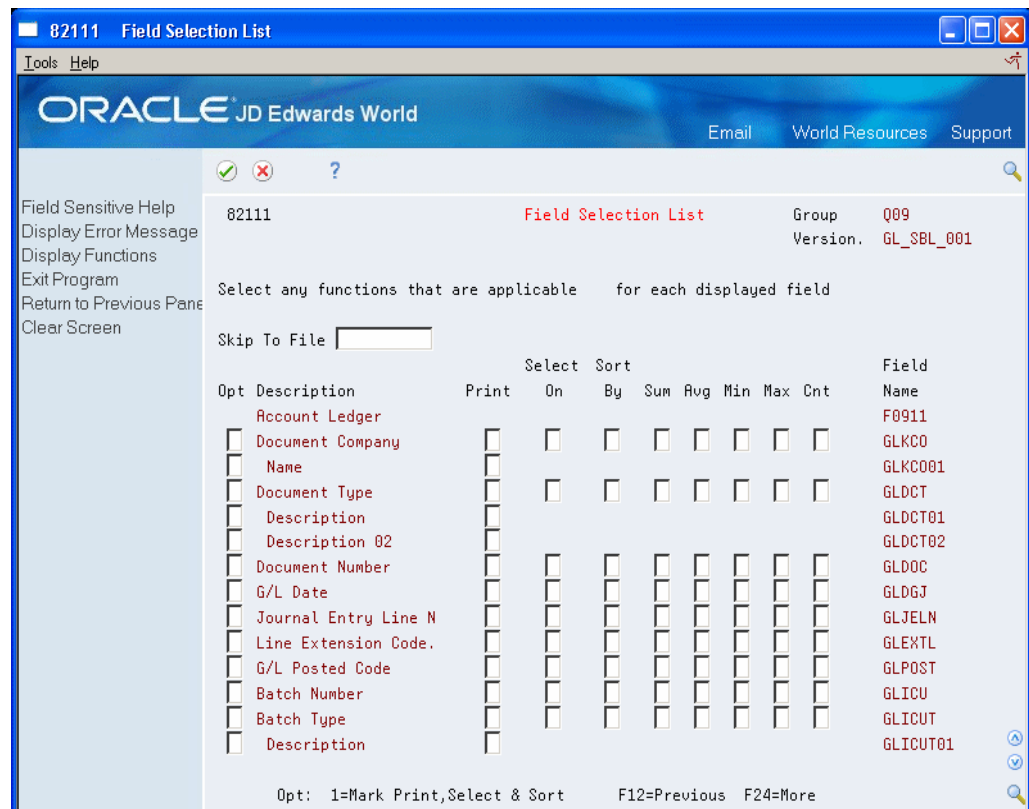 82111 Field Selection List
Tools Help
ORACLE JD Edwards World
Email World Resources Support
?
Field Sensitive Help
Display Error Message
Display Functions
Exit Program
Return to Previous Pane
Clear Screen
82111 Field Selection List Group Q09
Version. GL_SBL_001
Select any functions that are applicable for each displayed field
Skip To File
Select Sort Field
Opt Description Print On By Sum Avg Min Max Cnt Name
Account Ledger F0911
Document Company GLKCO
Name GLKCO01
Document Type GLDCT
Description GLDCT01
Description 02 GLDCT02
Document Number GLDOC
G/L Date GLDGJ
Journal Entry Line N GLJELN
Line Extension Code. GLEXTL
G/L Posted Code GLPOST
Batch Number GLICU
Batch Type GLICUT
Description GLICUT01
Opt: 1=Mark Print,Select & Sort F12=Previous F24=More